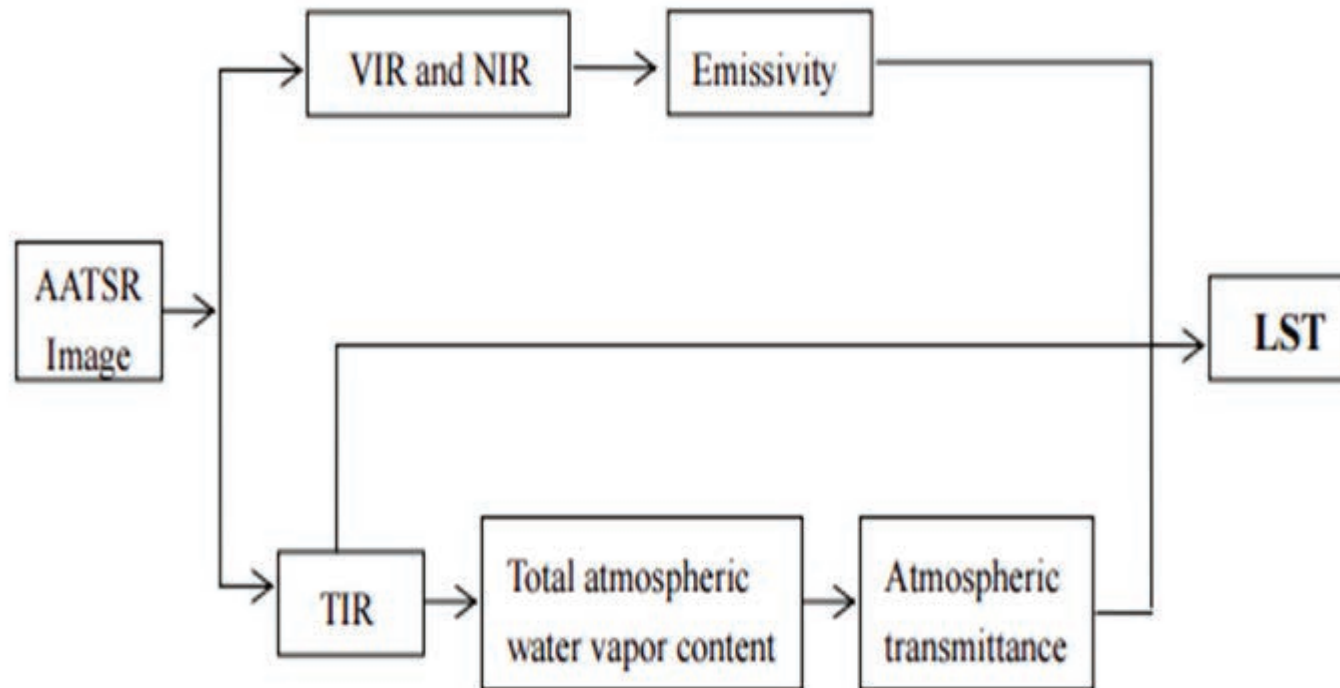 VIR and NIR
Emissivity
AATSR
Image
LST
TIR
Total atmospheric
water vapor content
Atmospheric
transmittance